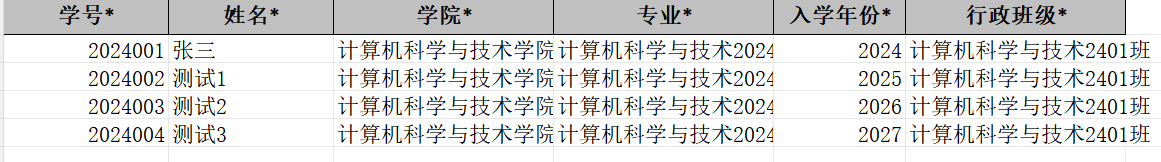 学号* 姓名* 学院* 专业* 入学年份* 行政班级*
2024001 张三 计算机科学与技术学院 计算机科学与技术2024 2024 计算机科学与技术2401班
2024002 测试1 计算机科学与技术学院 计算机科学与技术2024 2025 计算机科学与技术2401班
2024003 测试2 计算机科学与技术学院 计算机科学与技术2024 2026 计算机科学与技术2401班
2024004 测试3 计算机科学与技术学院 计算机科学与技术2024 2027 计算机科学与技术2401班